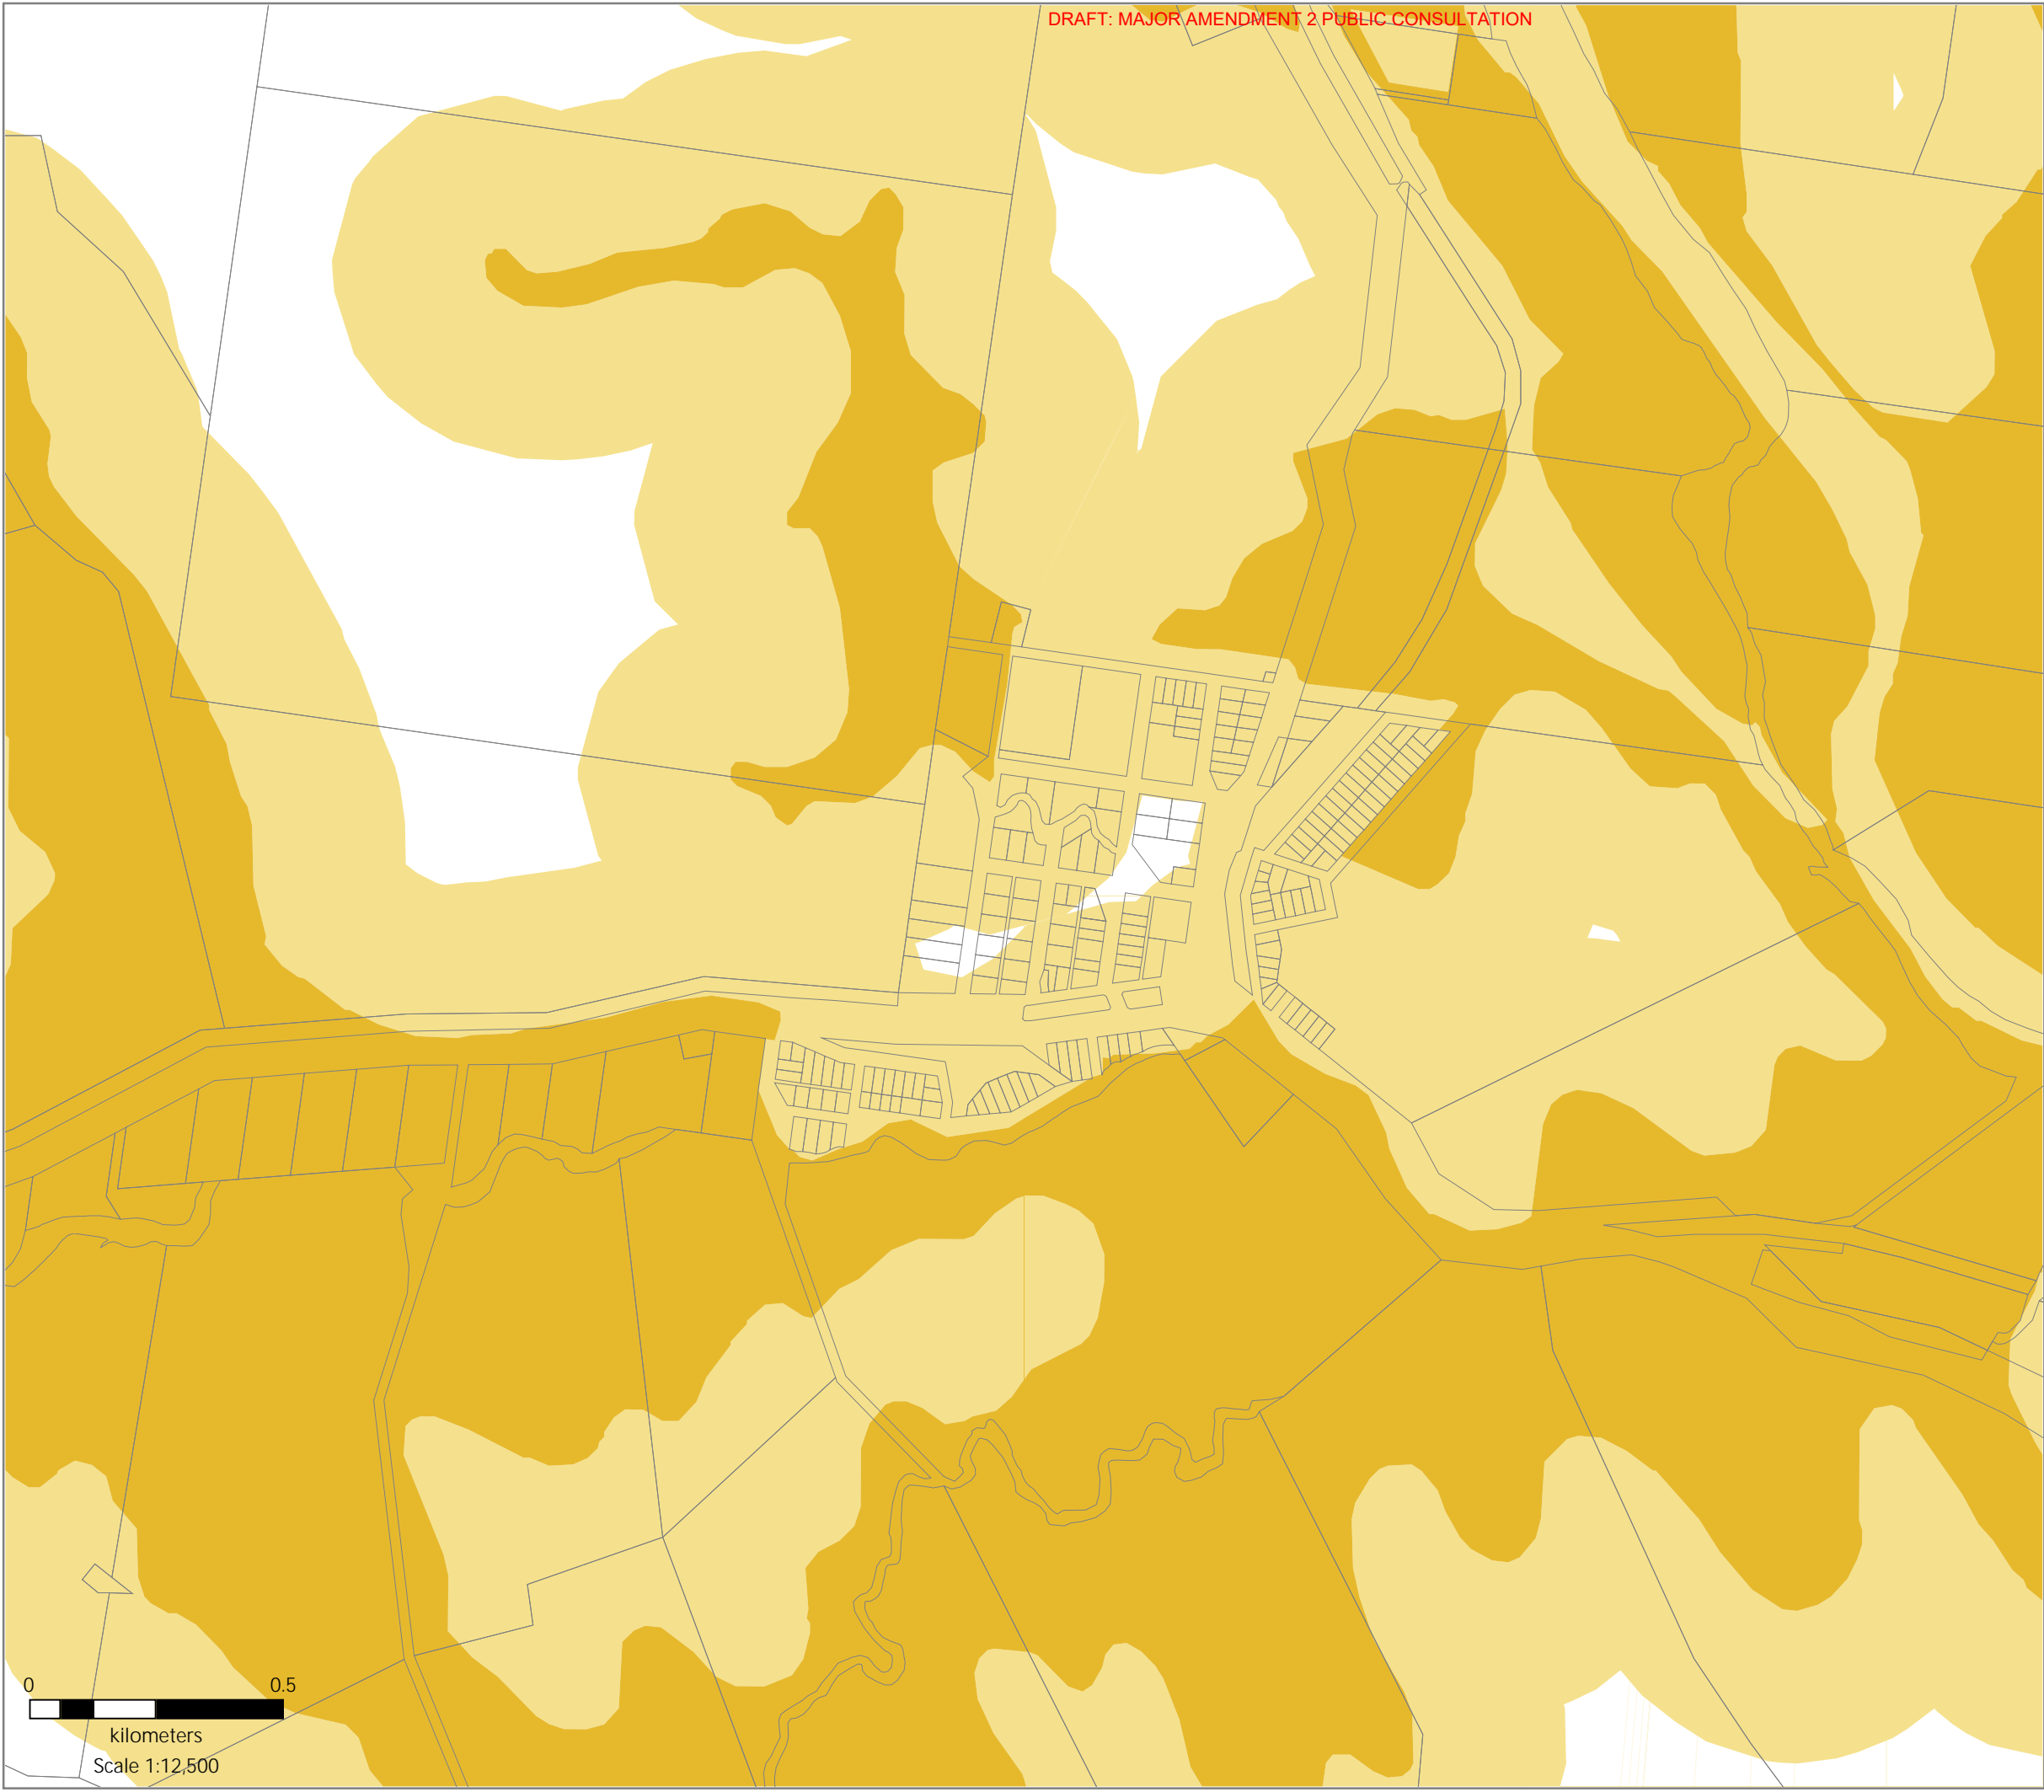 DRAFT: MAJOR AMENDMENT 2 PUBLIC CONSULTATION
0 0.5
kilometers
Scale 1:12,500